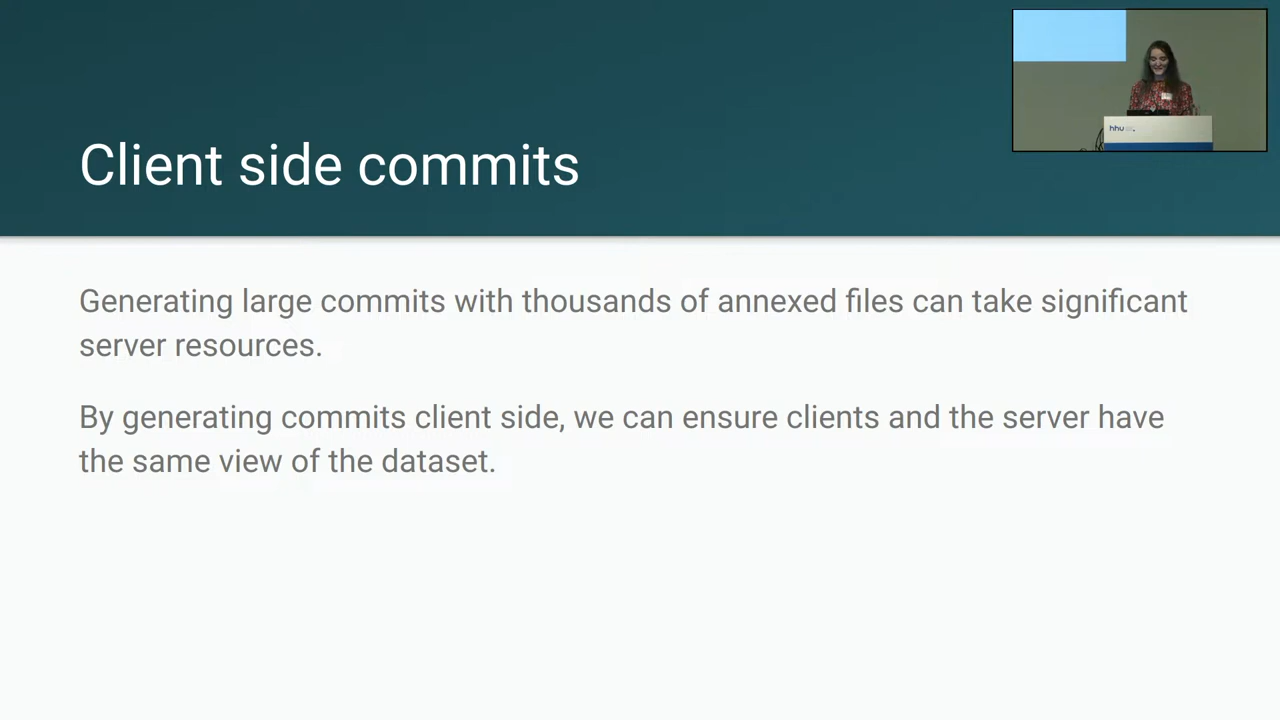 Client side commits
Generating large commits with thousands of annexed files can take significant
server resources.
By generating commits client side, we can ensure clients and the server have
the same view of the dataset.
hhu